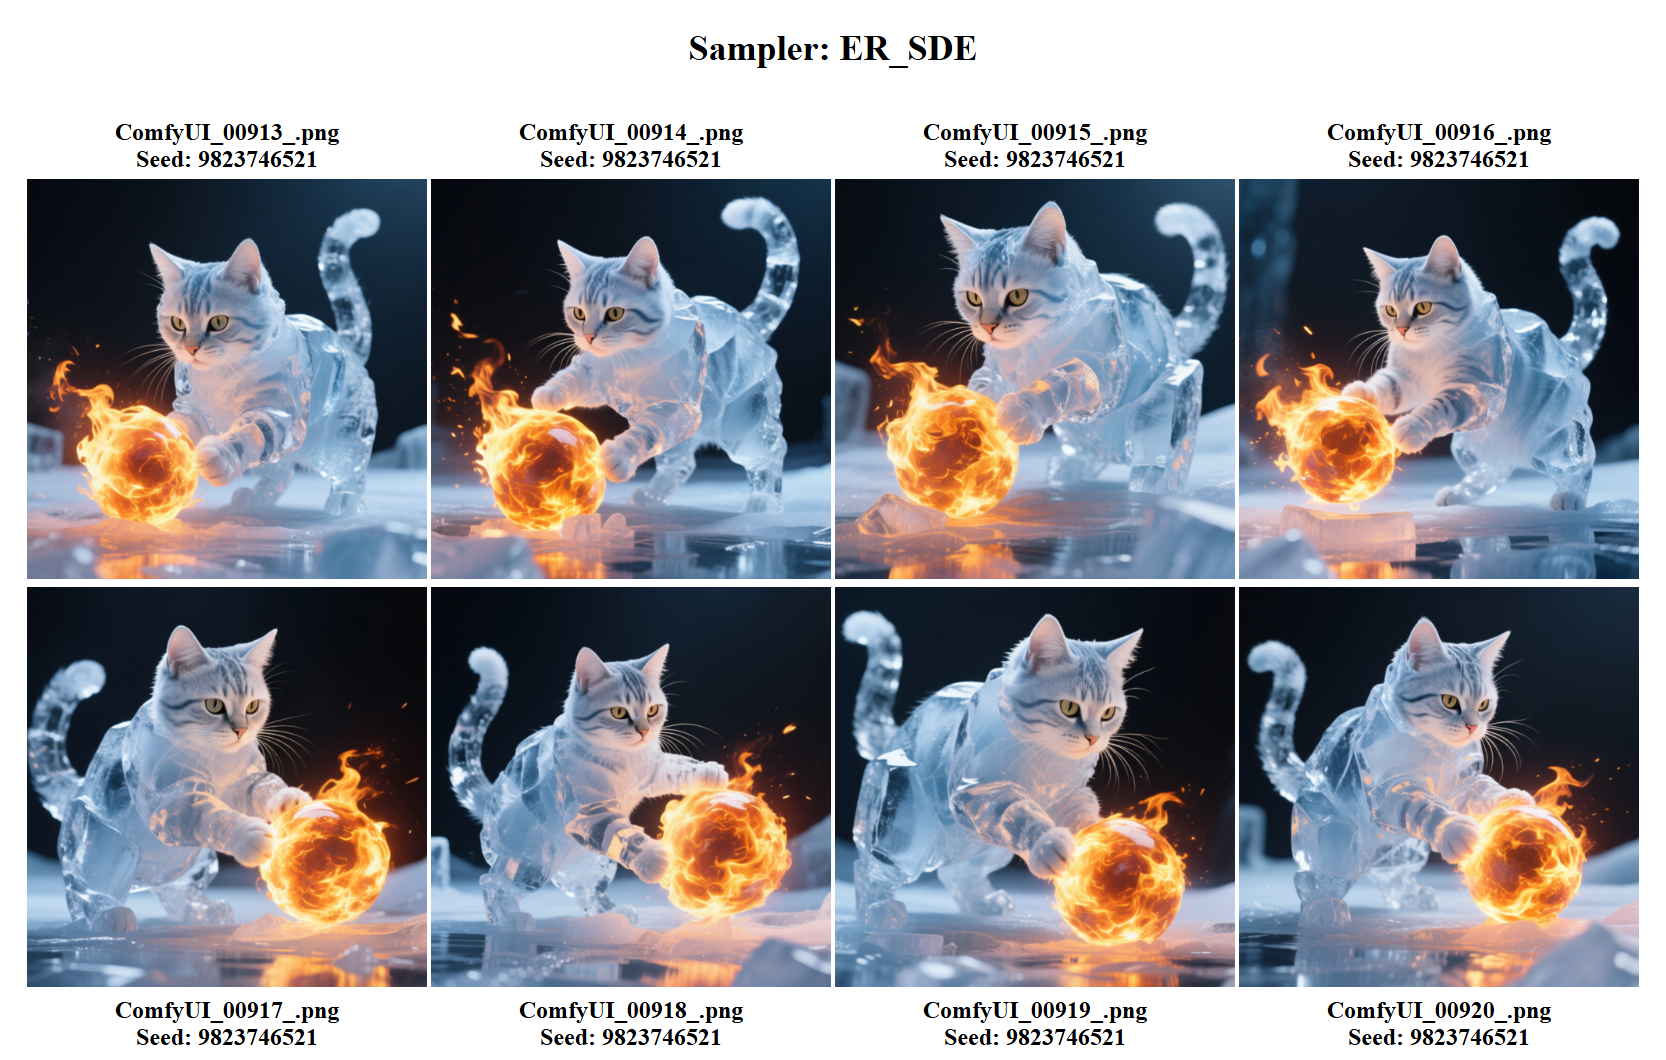 Sampler: ER_SDE
ComfyUI_00913_.png
Seed: 9823746521
ComfyUI_00914_.png
Seed: 9823746521
ComfyUI_00915_.png
Seed: 9823746521
ComfyUI_00916_.png
Seed: 9823746521
ComfyUI_00917_.png
Seed: 9823746521
ComfyUI_00918_.png
Seed: 9823746521
ComfyUI_00919_.png
Seed: 9823746521
ComfyUI_00920_.png
Seed: 9823746521